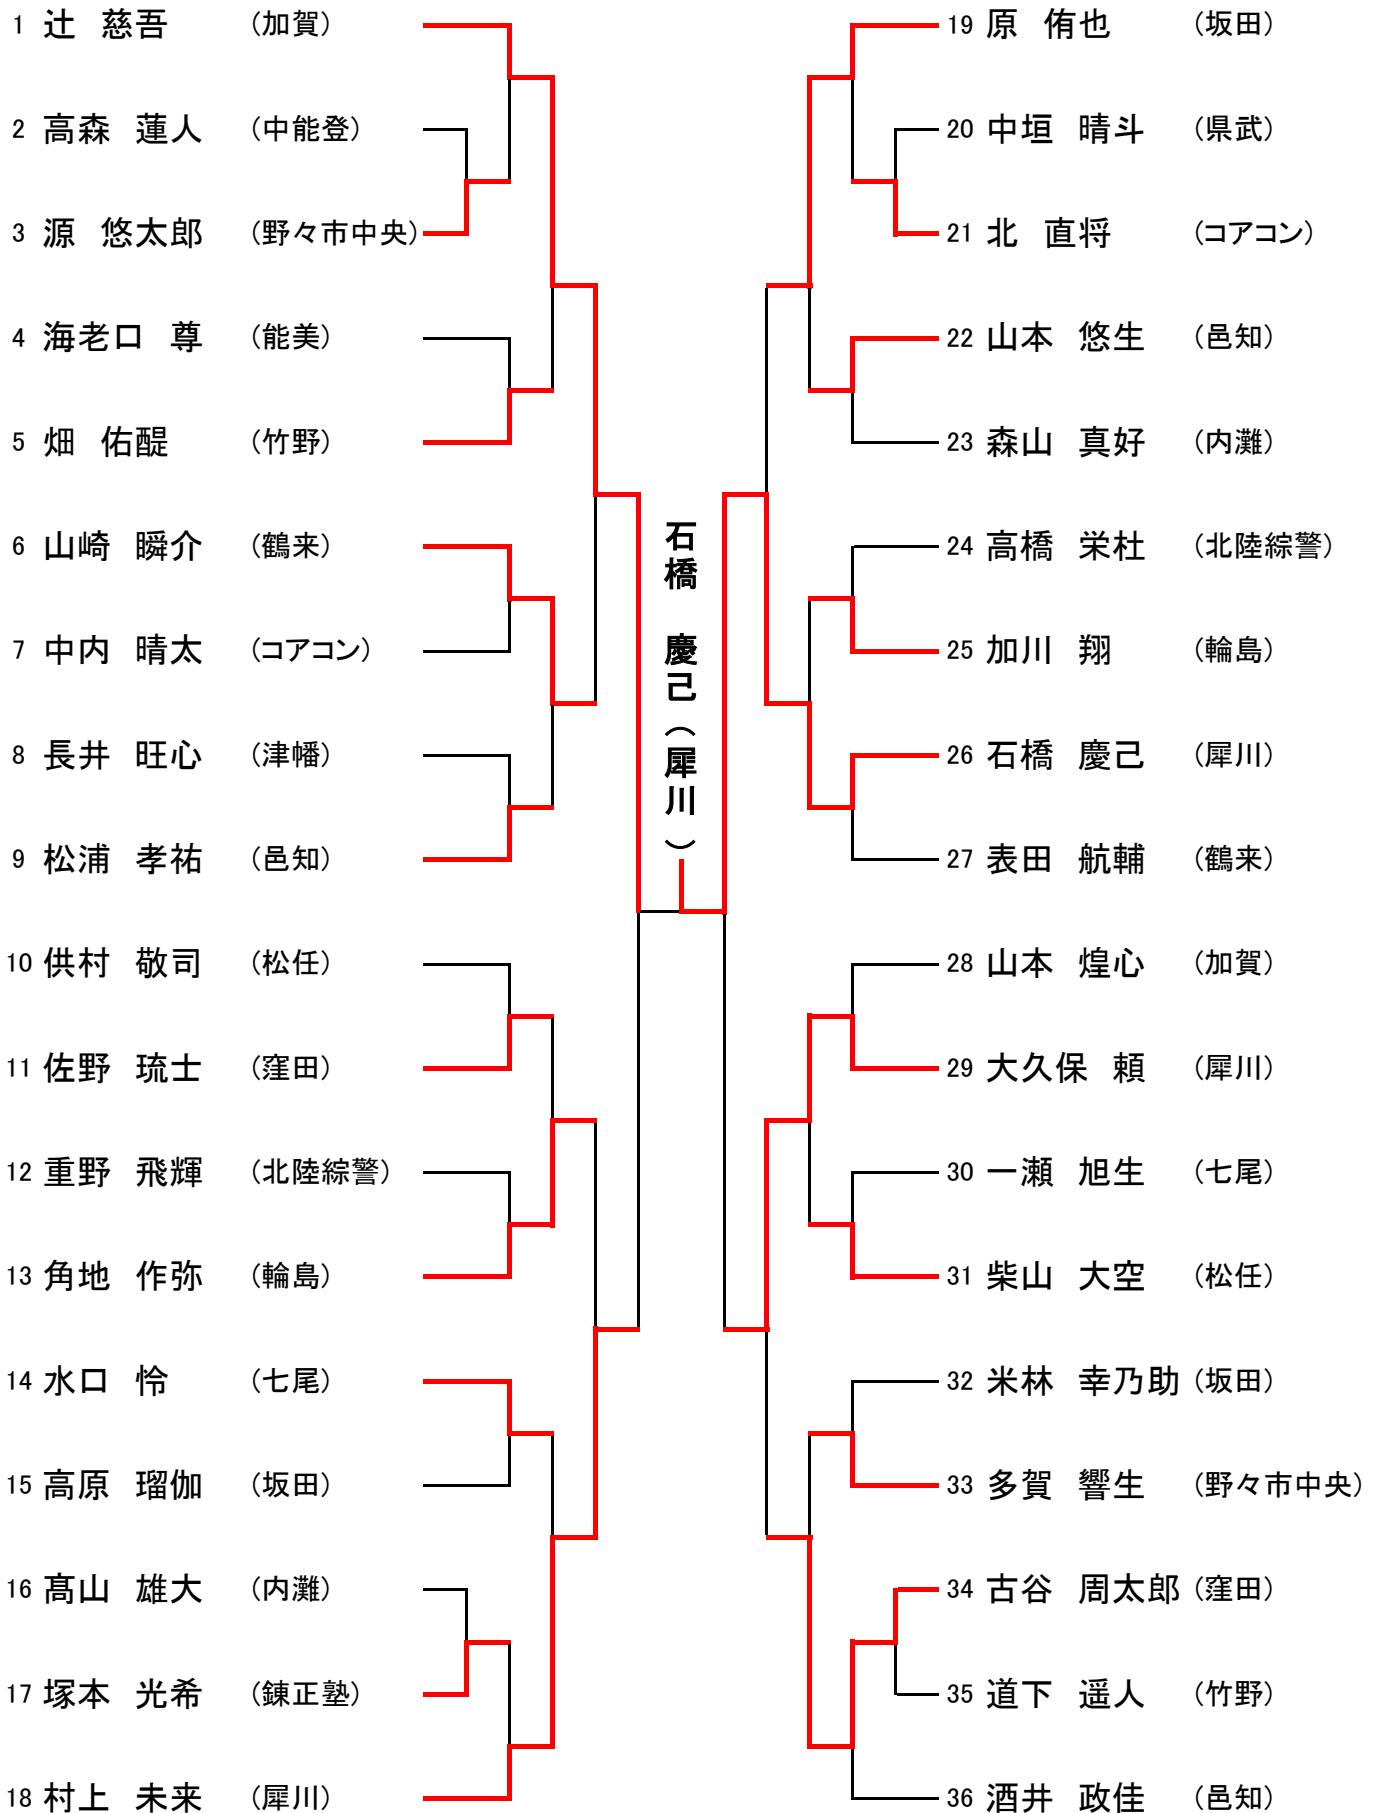 1 辻 慈吾 (加賀)
2 高森 蓮人 (中能登)
3 源 悠太郎 (野々市中央)
4 海老口 尊 (能美)
5 畑 佑醍 (竹野)
6 山崎 瞬介 (鶴来)
7 中内 晴太 (コアコン)
8 長井 旺心 (津幡)
9 松浦 孝祐 (邑知)
10 供村 敬司 (松任)
11 佐野 琉士 (窪田)
12 重野 飛輝 (北陸綜警)
13 角地 作弥 (輪島)
14 水口 怜 (七尾)
15 高原 瑠伽 (坂田)
16 髙山 雄大 (内灘)
17 塚本 光希 (錬正塾)
18 村上 未来 (犀川)
石橋 慶己(犀川)
19 原 侑也 (坂田)
20 中垣 晴斗 (県武)
21 北 直将 (コアコン)
22 山本 悠生 (邑知)
23 森山 真好 (内灘)
24 高橋 栄杜 (北陸綜警)
25 加川 翔 (輪島)
26 石橋 慶己 (犀川)
27 表田 航輔 (鶴来)
28 山本 煌心 (加賀)
29 大久保 頼 (犀川)
30 一瀬 旭生 (七尾)
31 柴山 大空 (松任)
32 米林 幸乃助 (坂田)
33 多賀 響生 (野々市中央)
34 古谷 周太郎 (窪田)
35 道下 遥人 (竹野)
36 酒井 政佳 (邑知)